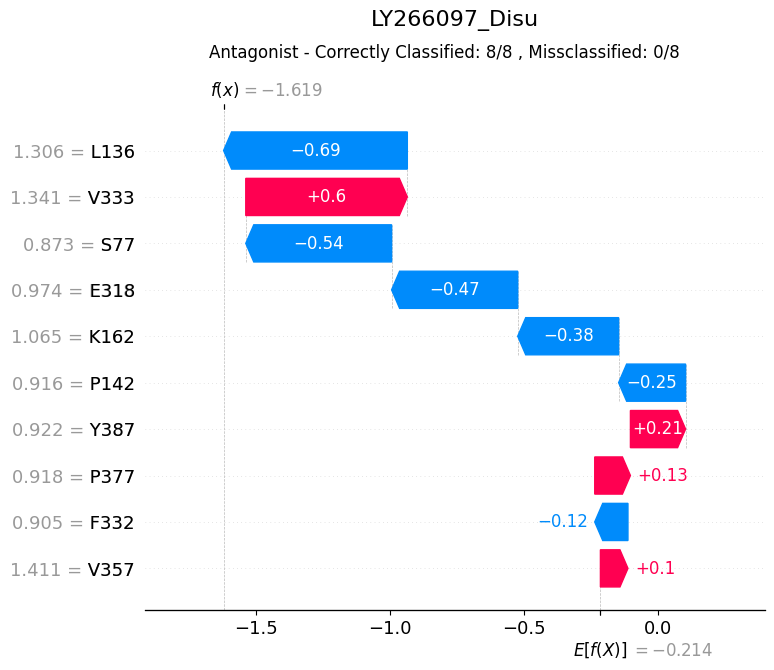 LY266097_Disu
Antagonist - Correctly Classified: 8/8 , Missclassified: 0/8
f(x) = −1.619
1.306 = L136 −0.69
1.341 = V333 +0.6
0.873 = S77 −0.54
0.974 = E318 −0.47
1.065 = K162 −0.38
0.916 = P142 −0.25
0.922 = Y387 +0.21
0.918 = P377 +0.13
0.905 = F332 −0.12
1.411 = V357 +0.1
−1.5 −1.0 −0.5 0.0
E[f(X)] = −0.214